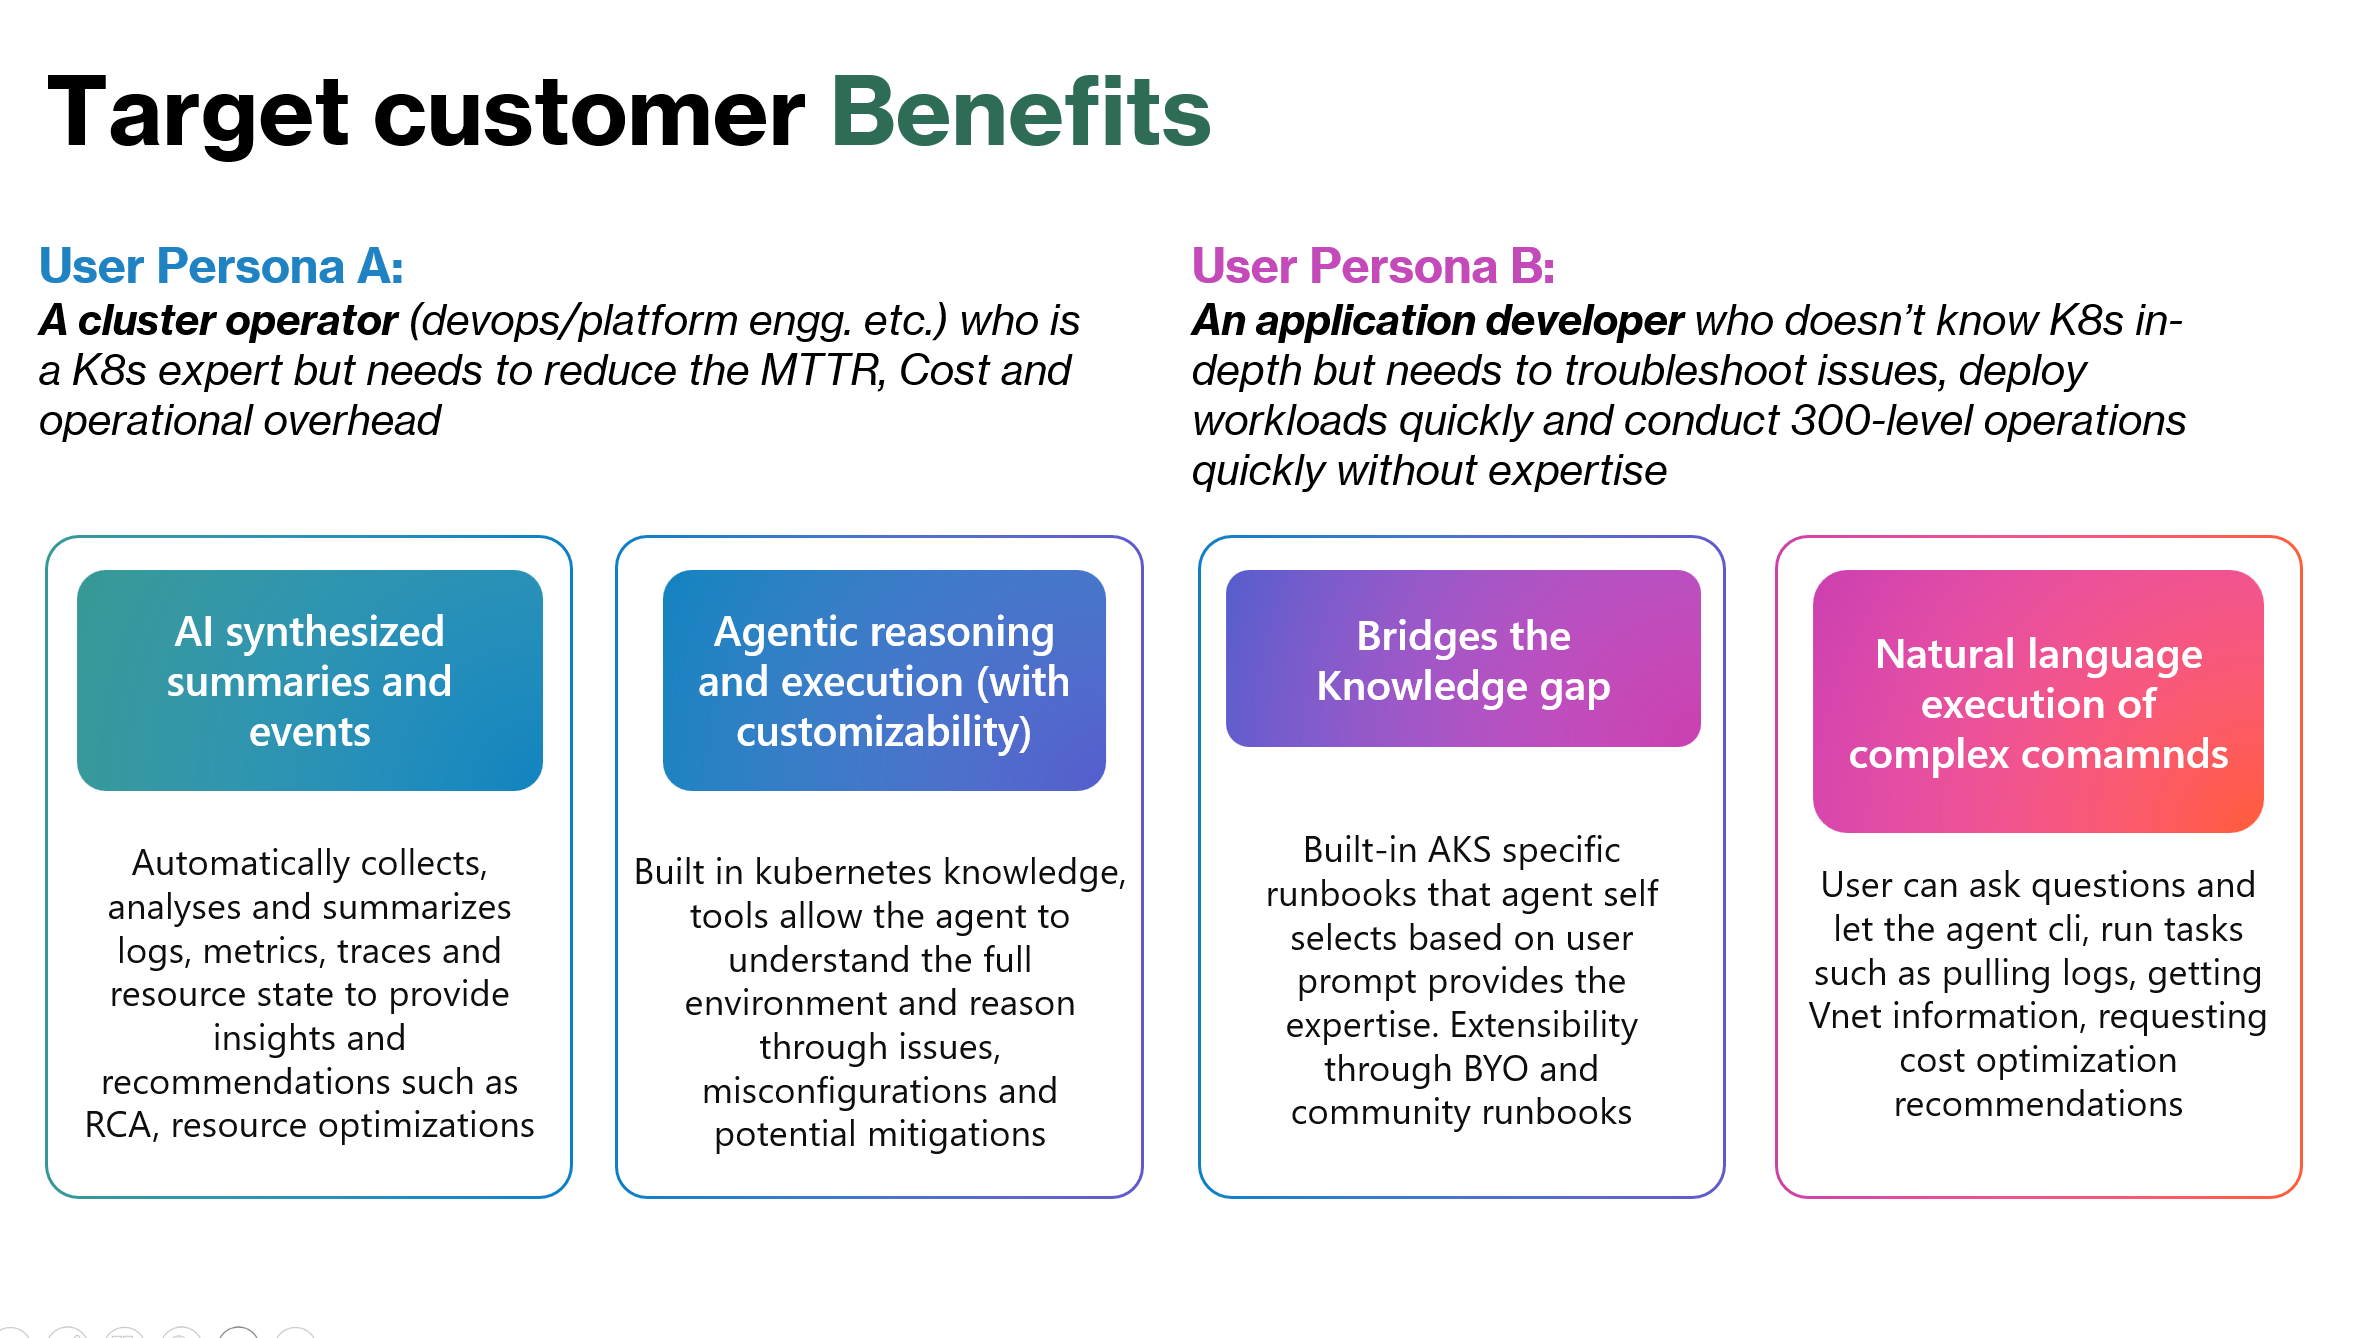 Target customer Benefits
User Persona A:
A cluster operator (devops/platform engg. etc.) who is
a K8s expert but needs to reduce the MTTR, Cost and
operational overhead
User Persona B:
An application developer who doesn’t know K8s in-
depth but needs to troubleshoot issues, deploy
workloads quickly and conduct 300-level operations
quickly without expertise
AI synthesized
summaries and
events
Automatically collects,
analyses and summarizes
logs, metrics, traces and
resource state to provide
insights and
recommendations such as
RCA, resource optimizations
Agentic reasoning
and execution (with
customizability)
Built in kubernetes knowledge,
tools allow the agent to
understand the full
environment and reason
through issues,
misconfigurations and
potential mitigations
Bridges the
Knowledge gap
Built-in AKS specific
runbooks that agent self
selects based on user
prompt provides the
expertise. Extensibility
through BYO and
community runbooks
Natural language
execution of
complex comamnds
User can ask questions and
let the agent cli, run tasks
such as pulling logs, getting
Vnet information, requesting
cost optimization
recommendations